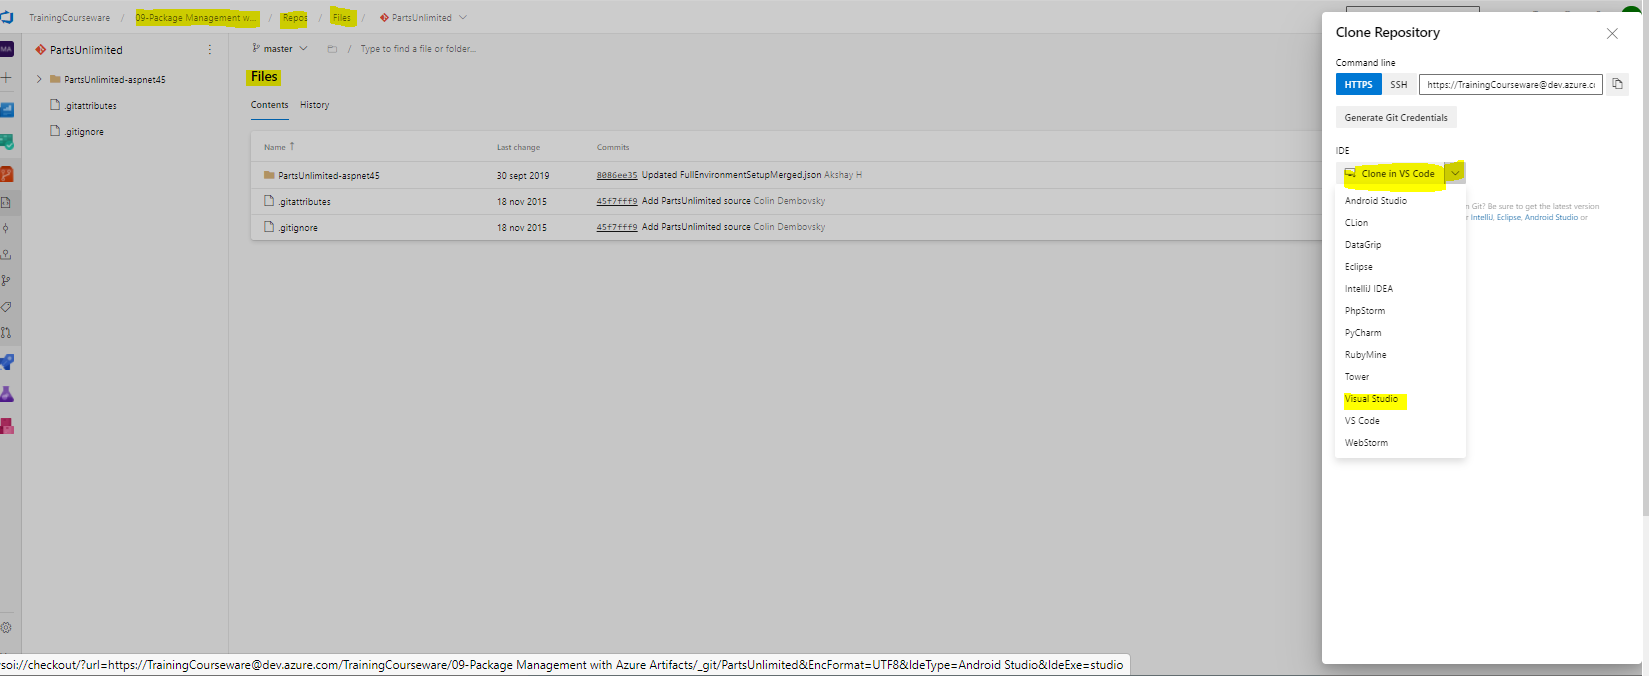 TrainingCourseware / 09-Package Management w... / Repos / Files / PartsUnlimited
MA
PartsUnlimited
PartsUnlimited-aspnet45
.gitattributes
.gitignore
master / Type to find a file or folder...
Files
Contents History
Name ↑ Last change Commits
PartsUnlimited-aspnet45 30 sept 2019 8086ee35 Updated FullEnvironmentSetupMerged.json Akshay H
.gitattributes 18 nov 2015 45f7fff9 Add PartsUnlimited source Colin Dembovsky
.gitignore 18 nov 2015 45f7fff9 Add PartsUnlimited source Colin Dembovsky
Clone Repository
Command line
HTTPS SSH https://TrainingCourseware@dev.azure.c
Generate Git Credentials
IDE
Clone in VS Code
Android Studio
n Git? Be sure to get the latest version
r IntelliJ, Eclipse, Android Studio or
CLion
DataGrip
Eclipse
IntelliJ IDEA
PhpStorm
PyCharm
RubyMine
Tower
Visual Studio
VS Code
WebStorm
soi://checkout/?url=https://TrainingCourseware@dev.azure.com/TrainingCourseware/09-Package Management with Azure Artifacts/_git/PartsUnlimited&EncFormat=UTF8&IdeType=Android Studio&IdeExe=studio